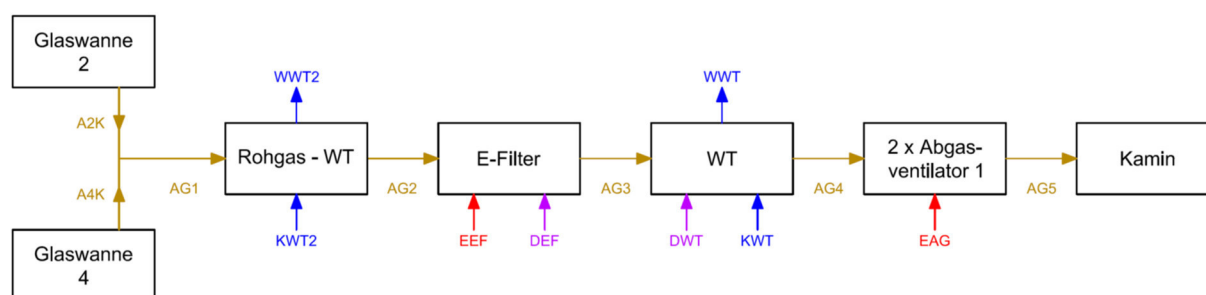 Glaswanne
2
WWT2
WWT
A2K
Rohgas - WT
E-Filter
WT
2 x Abgas-
ventilator 1
Kamin
A4K
AG1
AG2
AG3
AG4
AG5
KWT2
EEF
DEF
DWT
KWT
EAG
Glaswanne
4